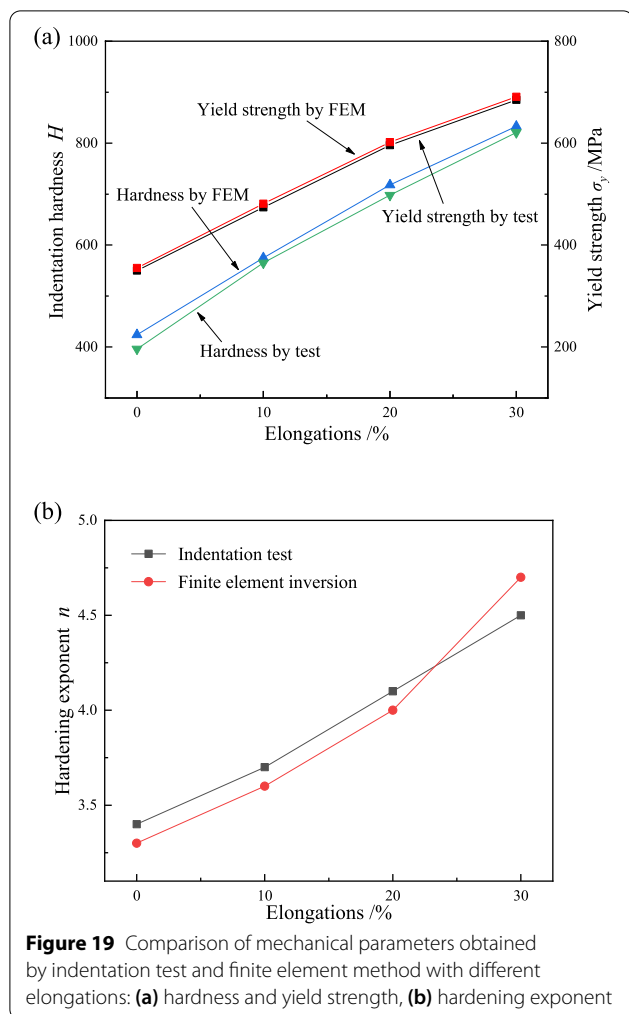 (a)
1000
800
600
400
Indentation hardness H
800
600
400
200
Yield strength σy /MPa
Yield strength by FEM
Hardness by FEM
Yield strength by test
Hardness by test
0 10 20 30
Elongations /%
(b)
5.0
4.5
4.0
3.5
Hardening exponent n
Indentation test
Finite element inversion
0 10 20 30
Elongations /%
Figure 19 Comparison of mechanical parameters obtained
by indentation test and finite element method with different
elongations: (a) hardness and yield strength, (b) hardening exponent